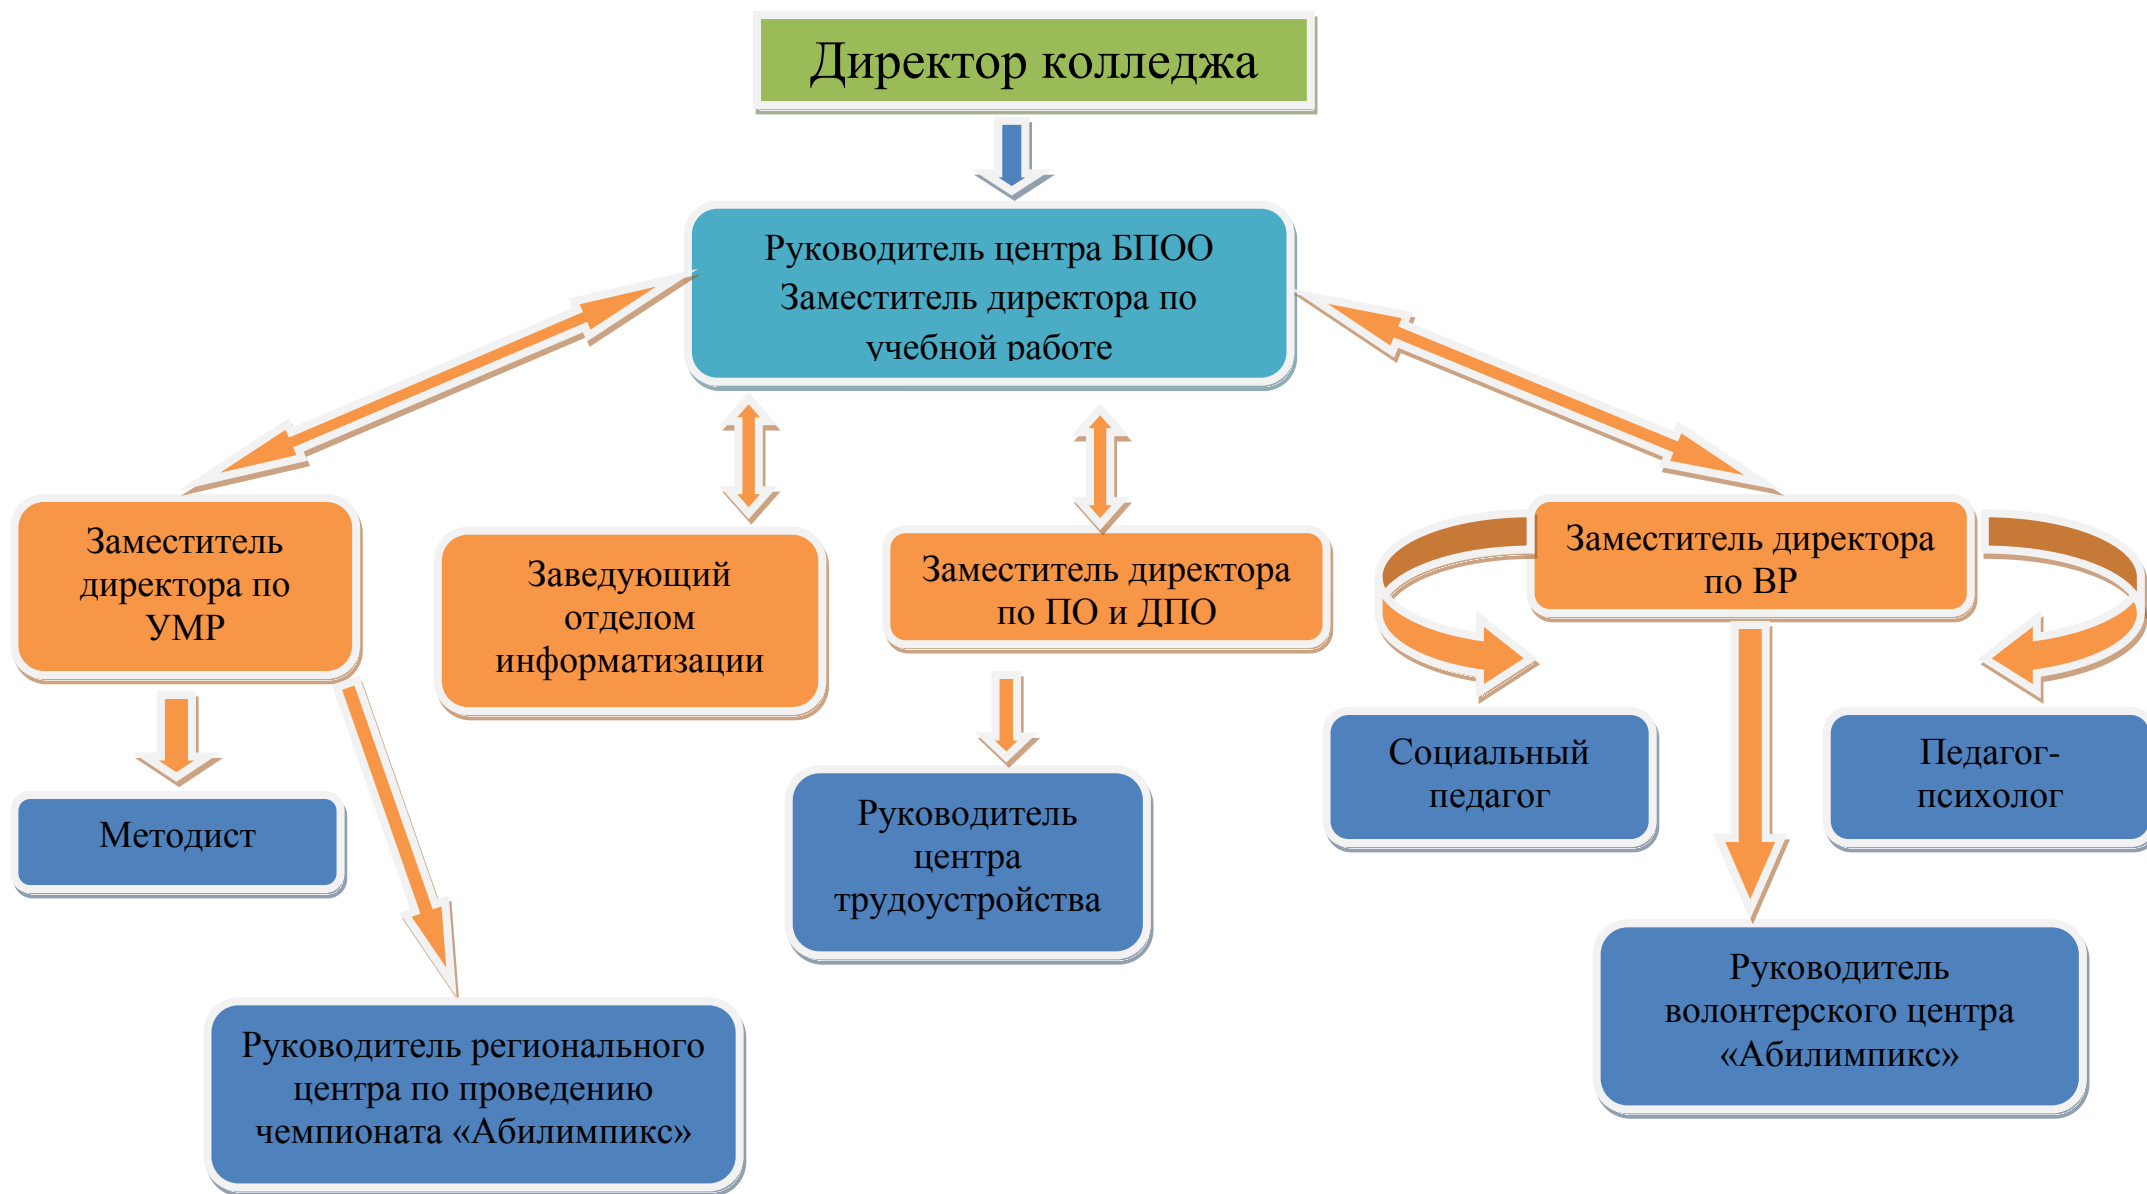 Директор колледжа
Руководитель центра БПОО
Заместитель директора по
учебной работе
Заместитель
директора по
УМР
Заведующий
отделом
информатизации
Заместитель директора
по ПО и ДПО
Заместитель директора
по ВР
Методист
Руководитель
центра
трудоустройства
Социальный
педагог
Педагог-
психолог
Руководитель регионального
центра по проведению
чемпионата «Абилимпикс»
Руководитель
волонтерского центра
«Абилимпикс»